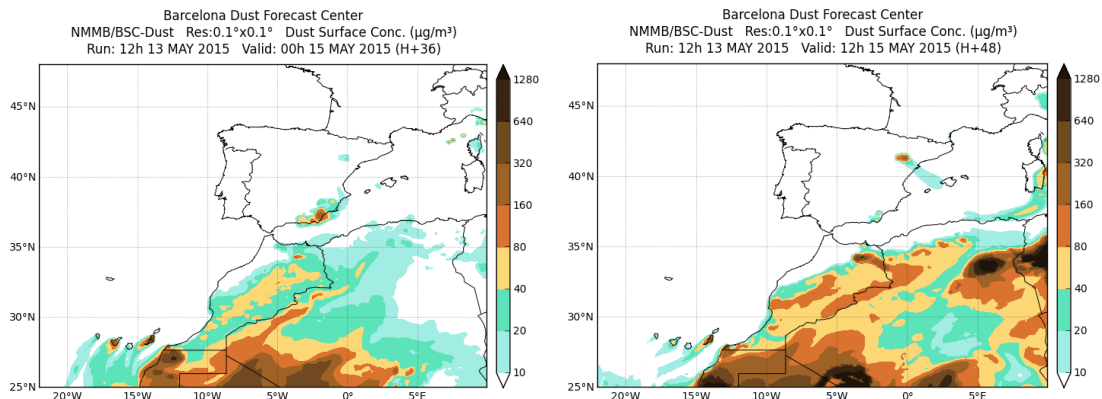 Barcelona Dust Forecast Center
NMMB/BSC-Dust Res:0.1°x0.1° Dust Surface Conc. (µg/m³)
Run: 12h 13 MAY 2015 Valid: 00h 15 MAY 2015 (H+36)
45°N
40°N
35°N
30°N
25°N
20°W
15°W
10°W
5°W
0°E
5°E
1280
640
320
160
80
40
20
10
Barcelona Dust Forecast Center
NMMB/BSC-Dust Res:0.1°x0.1° Dust Surface Conc. (µg/m³)
Run: 12h 13 MAY 2015 Valid: 12h 15 MAY 2015 (H+48)
45°N
40°N
35°N
30°N
25°N
20°W
15°W
10°W
5°W
0°E
5°E
1280
640
320
160
80
40
20
10